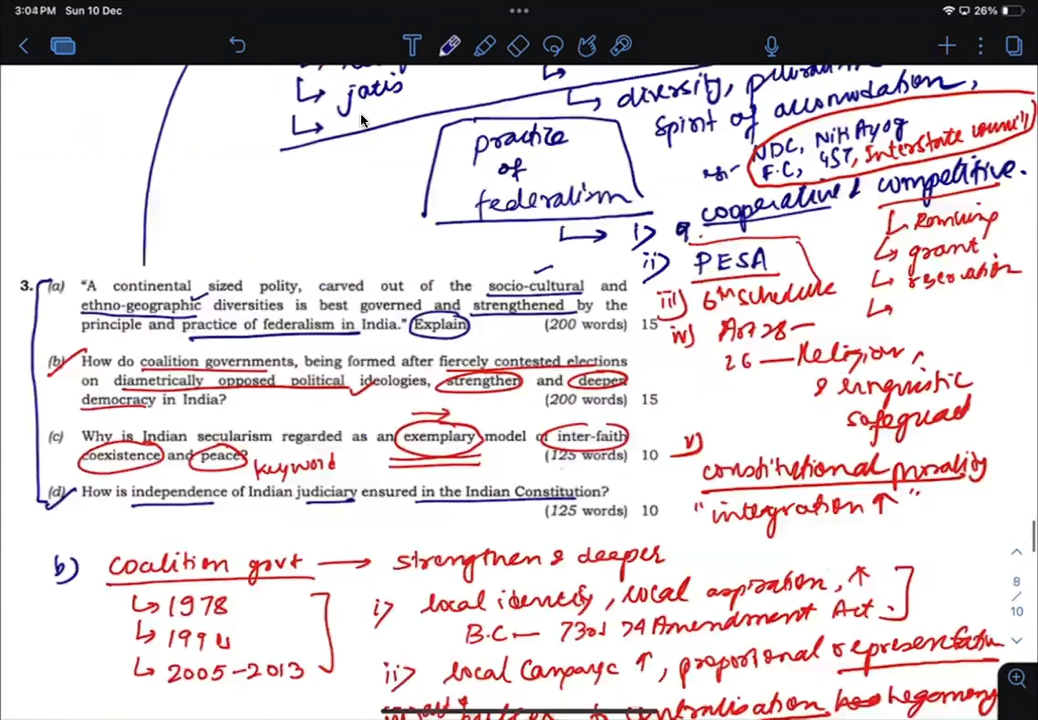 3:04 PM Sun 10 Dec
26%
jatis
diversity,
spirit of accomodation,
NDC, Niti Ayog
F.C, GST, Interstate council
practice
of
federalism
i) cooperative & competitive.
Ranking
grant
ii) PESA
iii) 6th Schedule
iv) Art 28 —
26 — Religion,
& linguistic
safeguard
v)
constitutional morality
"integration ↑"
3. (a) "A continental sized polity, carved out of the socio-cultural and
ethno-geographic diversities is best governed and strengthened by the
principle and practice of federalism in India." Explain
(200 words) 15
(b) How do coalition governments, being formed after fiercely contested elections
on diametrically opposed political ideologies, strengthen and deepen
democracy in India?
(200 words) 15
(c) Why is Indian secularism regarded as an exemplary model of inter-faith
coexistence and peace?
(125 words) 10
keyword
(d) How is independence of Indian judiciary ensured in the Indian Constitution?
(125 words) 10
b) coalition govt → strengthen & deeper
1978
199
2005-2013
i) local identity, local aspiration, ↑
B.C — 73rd 74 Amendment Act.
ii) local Campaign ↑, proportional representation
hegemony
8
10